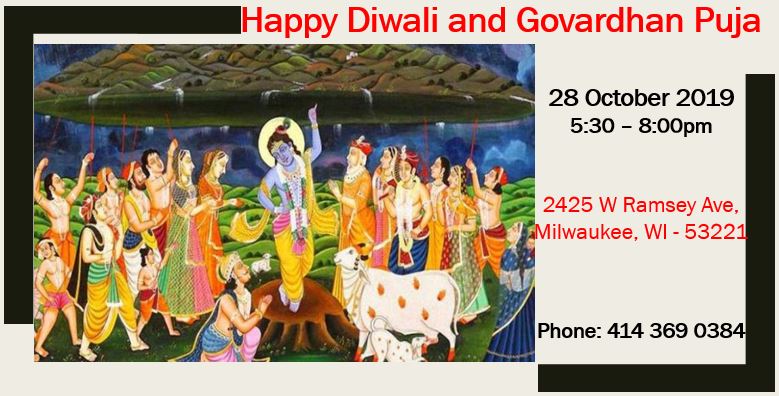 Happy Diwali and Govardhan Puja
28 October 2019
5:30 – 8:00pm
2425 W Ramsey Ave,
Milwaukee, WI - 53221
Phone: 414 369 0384